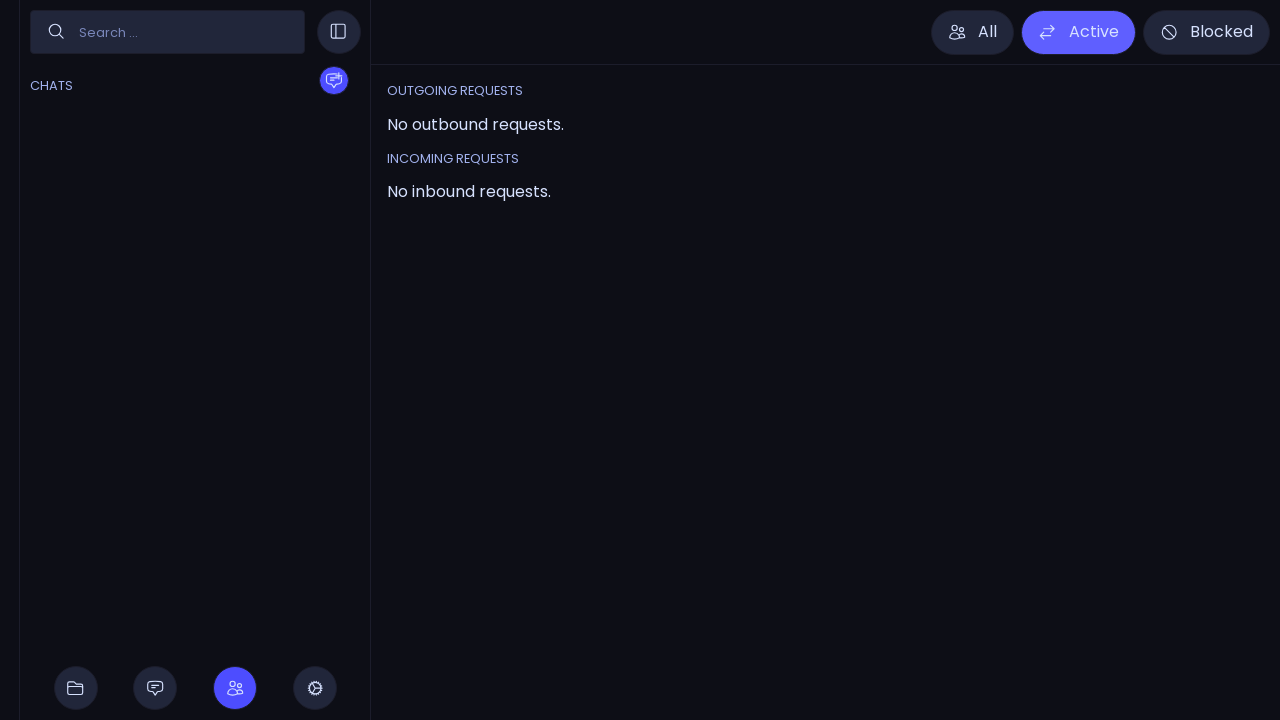 Search ...
CHATS
All
Active
Blocked
OUTGOING REQUESTS
No outbound requests.
INCOMING REQUESTS
No inbound requests.